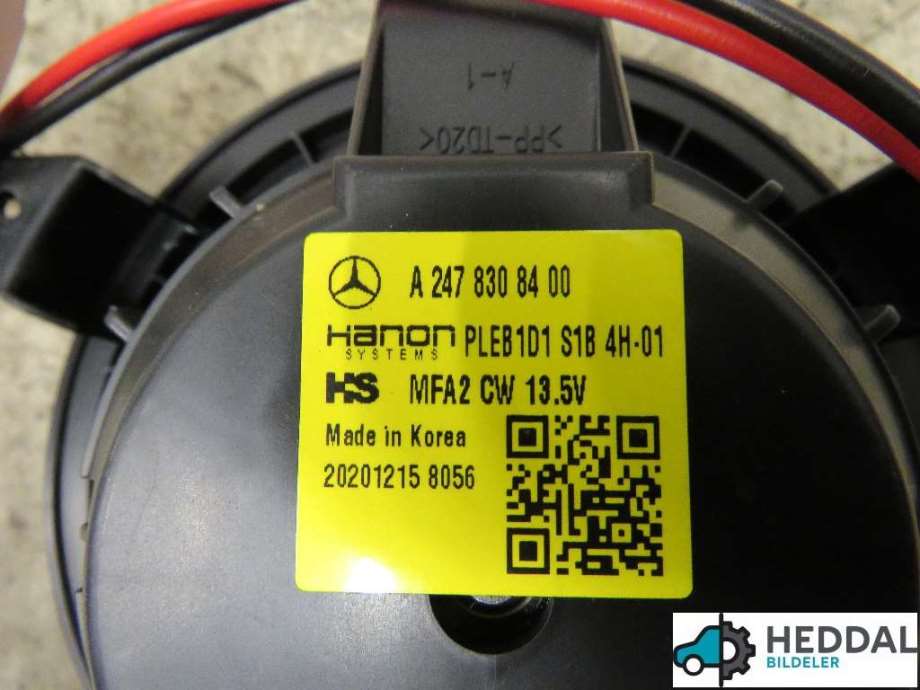 A-1
>PP-TD20<
A 247 830 84 00
Hanon
SYSTEMS
PLEB1D1 S1B 4H-01
HS MFA2 CW 13.5V
Made in Korea
20201215 8056
HEDDAL
BILDELER